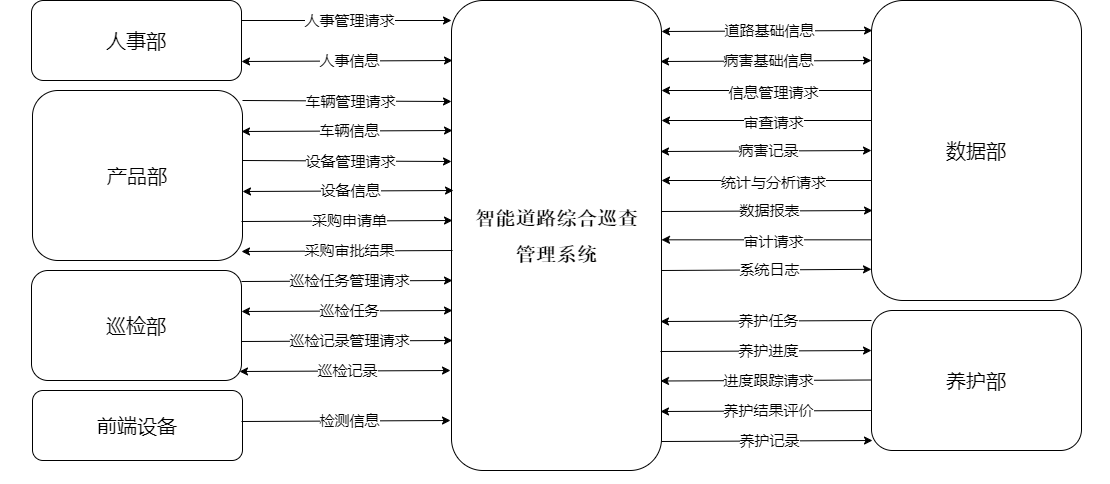 人事部
人事管理请求
人事信息
产品部
车辆管理请求
车辆信息
设备管理请求
设备信息
采购申请单
采购审批结果
巡检部
巡检任务管理请求
巡检任务
巡检记录管理请求
巡检记录
前端设备
检测信息
智能道路综合巡查
管理系统
道路基础信息
病害基础信息
信息管理请求
审查请求
病害记录
统计与分析请求
数据报表
审计请求
系统日志
数据部
养护任务
养护进度
进度跟踪请求
养护结果评价
养护记录
养护部